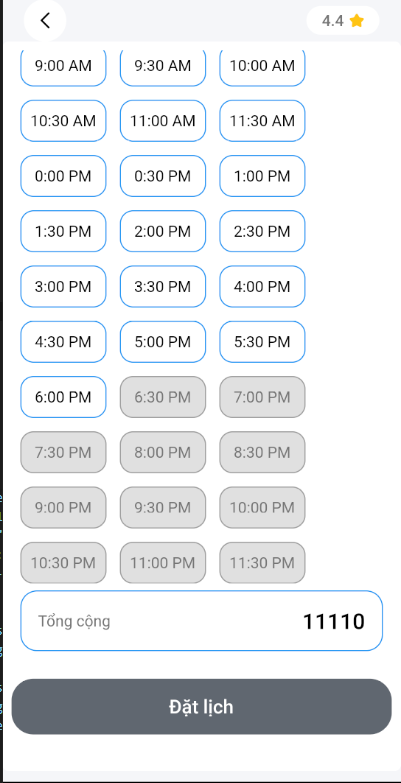 4.4
9:00 AM 9:30 AM 10:00 AM
10:30 AM 11:00 AM 11:30 AM
0:00 PM 0:30 PM 1:00 PM
1:30 PM 2:00 PM 2:30 PM
3:00 PM 3:30 PM 4:00 PM
4:30 PM 5:00 PM 5:30 PM
6:00 PM 6:30 PM 7:00 PM
7:30 PM 8:00 PM 8:30 PM
9:00 PM 9:30 PM 10:00 PM
10:30 PM 11:00 PM 11:30 PM
Tổng cộng 11110
Đặt lịch